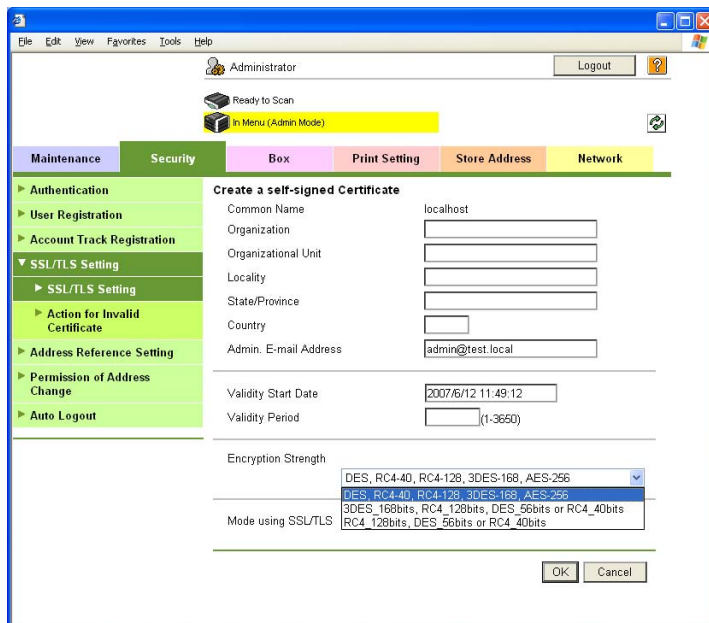 File Edit View Favorites Tools Help
Administrator Logout ?
Ready to Scan
In Menu (Admin Mode)
Maintenance Security Box Print Setting Store Address Network
Authentication
User Registration
Account Track Registration
SSL/TLS Setting
SSL/TLS Setting
Action for Invalid
Certificate
Address Reference Setting
Permission of Address
Change
Auto Logout
Create a self-signed Certificate
Common Name localhost
Organization
Organizational Unit
Locality
State/Province
Country
Admin. E-mail Address admin@test.local
Validity Start Date 2007/6/12 11:49:12
Validity Period (1-3650)
Encryption Strength
DES, RC4-40, RC4-128, 3DES-168, AES-256
DES, RC4-40, RC4-128, 3DES-168, AES-256
3DES_168bits, RC4_128bits, DES_56bits or RC4_40bits
RC4_128bits, DES_56bits or RC4_40bits
Mode using SSL/TLS
OK Cancel